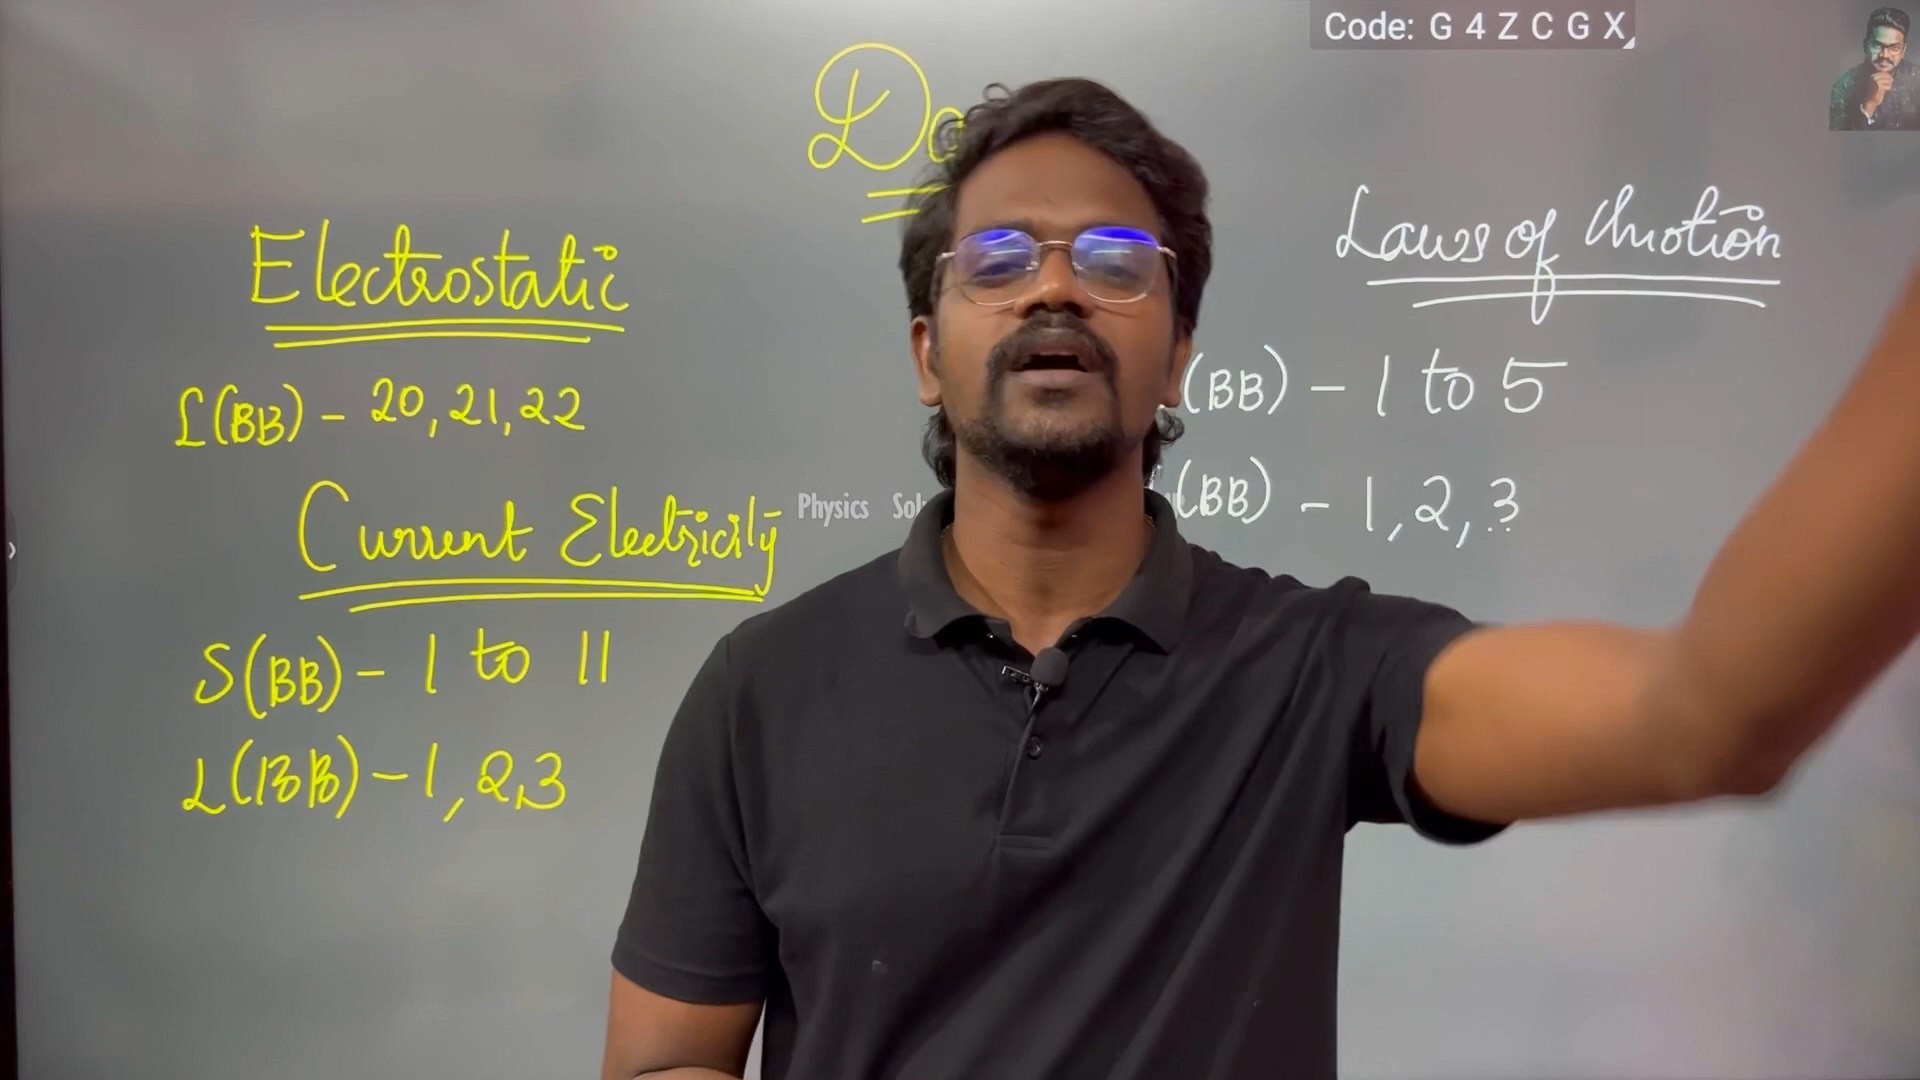 Code: G 4 Z C G X
Electrostatic
L(BB) - 20, 21, 22
Current Electricity
S(BB) - 1 to 11
L(BB) - 1, 2, 3
Physics
Laws of Motion
(BB) - 1 to 5
(BB) - 1, 2, 3